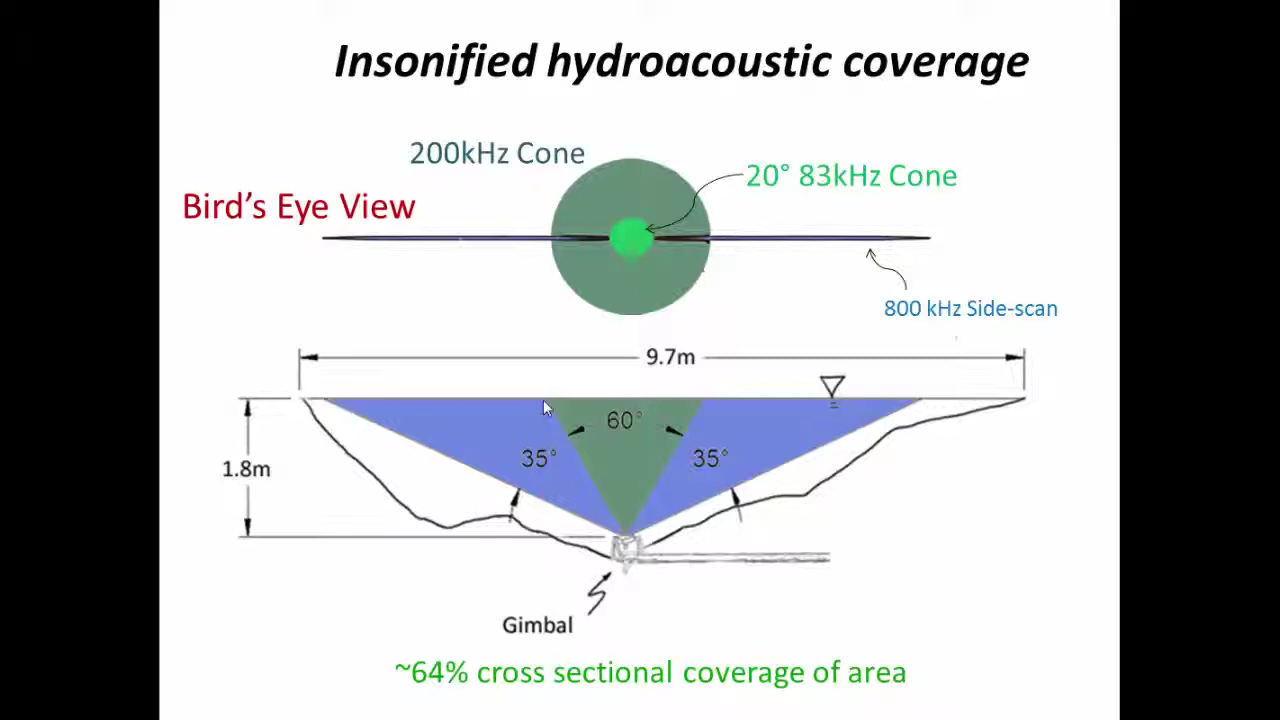 Insonified hydroacoustic coverage
200kHz Cone
20° 83kHz Cone
Bird’s Eye View
800 kHz Side-scan
9.7m
60°
35°
35°
1.8m
Gimbal
~64% cross sectional coverage of area